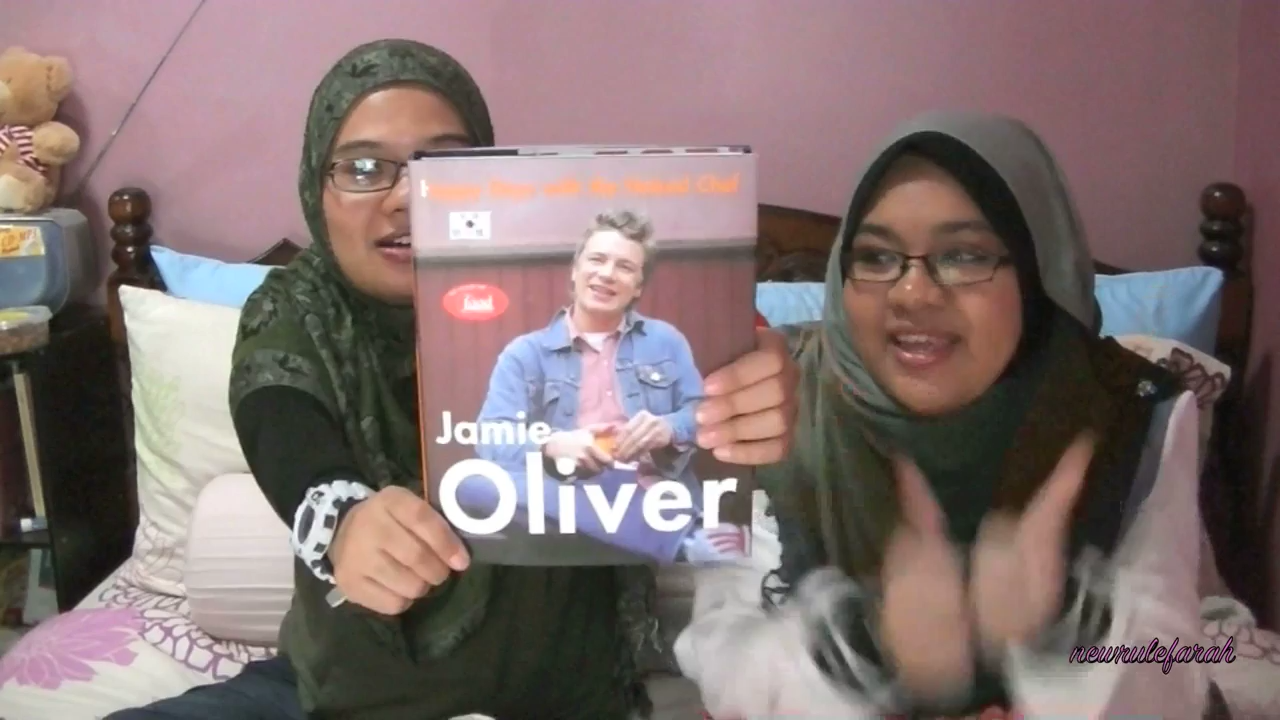 Happy Days with the Naked Chef
food
Jamie
Oliver
newrulefarah